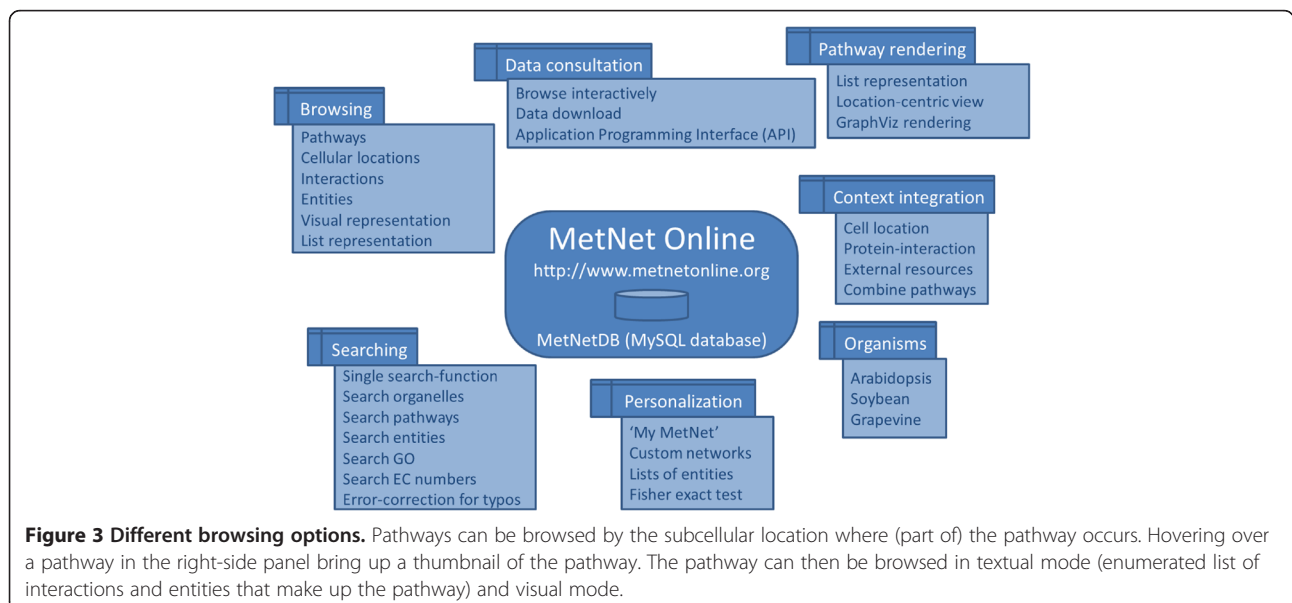 Browsing
Pathways
Cellular locations
Interactions
Entities
Visual representation
List representation
Data consultation
Browse interactively
Data download
Application Programming Interface (API)
Pathway rendering
List representation
Location-centric view
GraphViz rendering
Context integration
Cell location
Protein-interaction
External resources
Combine pathways
MetNet Online
http://www.metnetonline.org
MetNetDB (MySQL database)
Searching
Single search-function
Search organelles
Search pathways
Search entities
Search GO
Search EC numbers
Error-correction for typos
Personalization
‘My MetNet’
Custom networks
Lists of entities
Fisher exact test
Organisms
Arabidopsis
Soybean
Grapevine
Figure 3 Different browsing options. Pathways can be browsed by the subcellular location where (part of) the pathway occurs. Hovering over
a pathway in the right-side panel bring up a thumbnail of the pathway. The pathway can then be browsed in textual mode (enumerated list of
interactions and entities that make up the pathway) and visual mode.